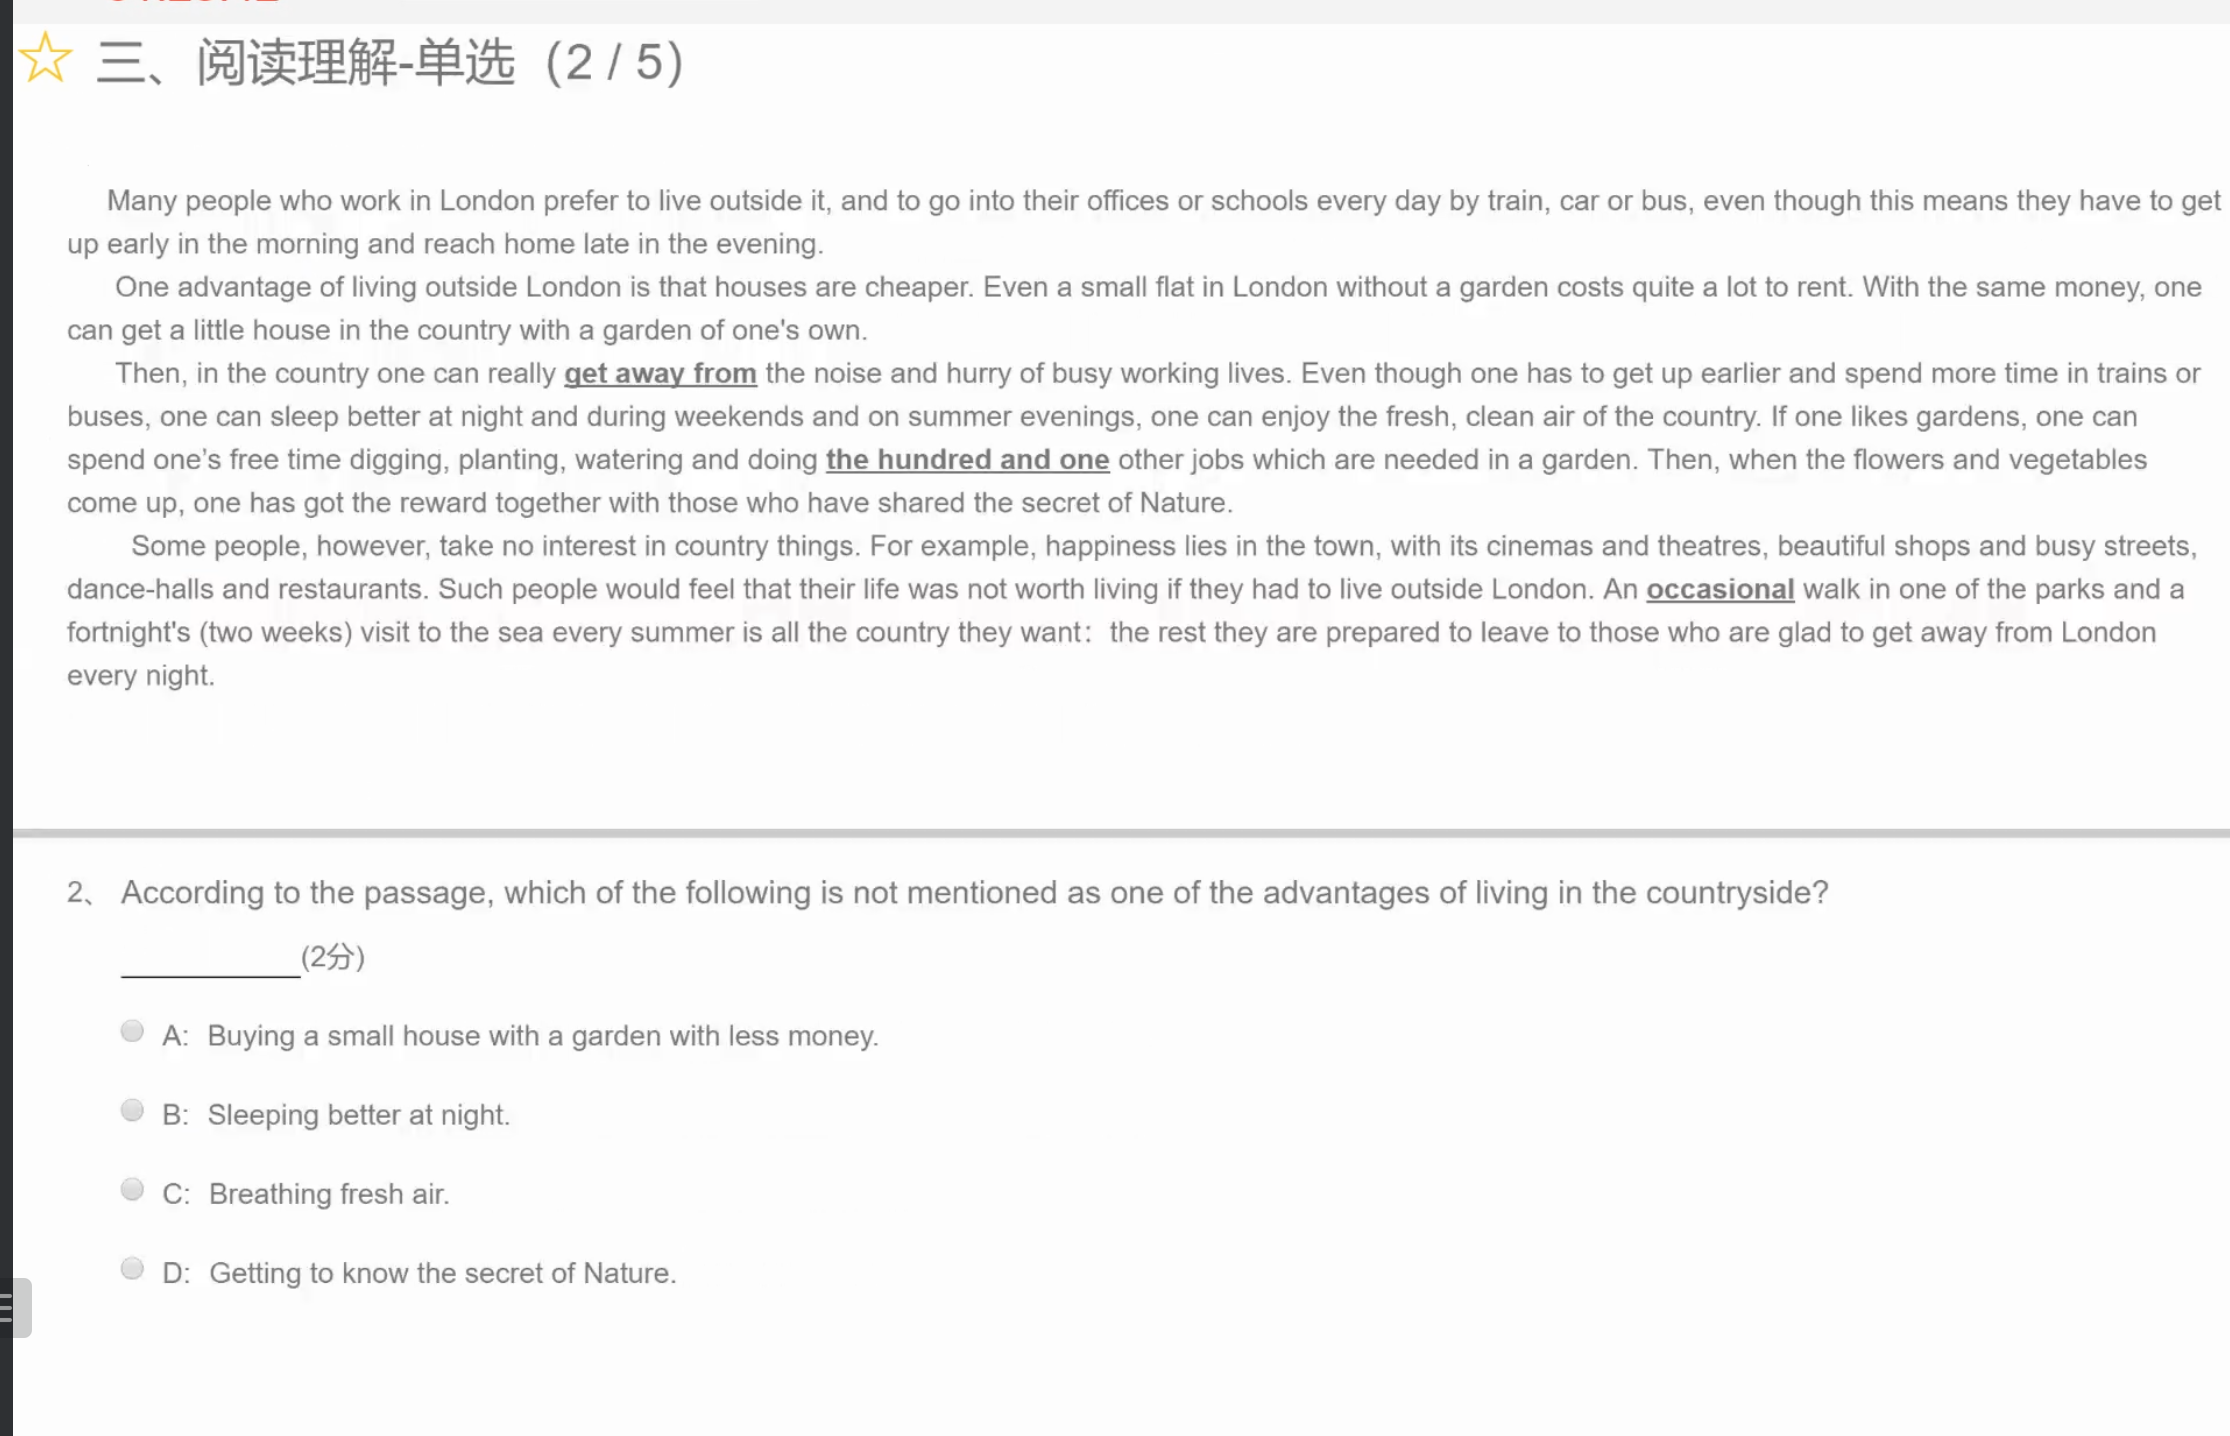 三、阅读理解-单选（2 / 5）
Many people who work in London prefer to live outside it, and to go into their offices or schools every day by train, car or bus, even though this means they have to get
up early in the morning and reach home late in the evening.
One advantage of living outside London is that houses are cheaper. Even a small flat in London without a garden costs quite a lot to rent. With the same money, one
can get a little house in the country with a garden of one's own.
Then, in the country one can really get away from the noise and hurry of busy working lives. Even though one has to get up earlier and spend more time in trains or
buses, one can sleep better at night and during weekends and on summer evenings, one can enjoy the fresh, clean air of the country. If one likes gardens, one can
spend one’s free time digging, planting, watering and doing the hundred and one other jobs which are needed in a garden. Then, when the flowers and vegetables
come up, one has got the reward together with those who have shared the secret of Nature.
Some people, however, take no interest in country things. For example, happiness lies in the town, with its cinemas and theatres, beautiful shops and busy streets,
dance-halls and restaurants. Such people would feel that their life was not worth living if they had to live outside London. An occasional walk in one of the parks and a
fortnight's (two weeks) visit to the sea every summer is all the country they want：the rest they are prepared to leave to those who are glad to get away from London
every night.
2、 According to the passage, which of the following is not mentioned as one of the advantages of living in the countryside?
__________(2分)
A: Buying a small house with a garden with less money.
B: Sleeping better at night.
C: Breathing fresh air.
D: Getting to know the secret of Nature.